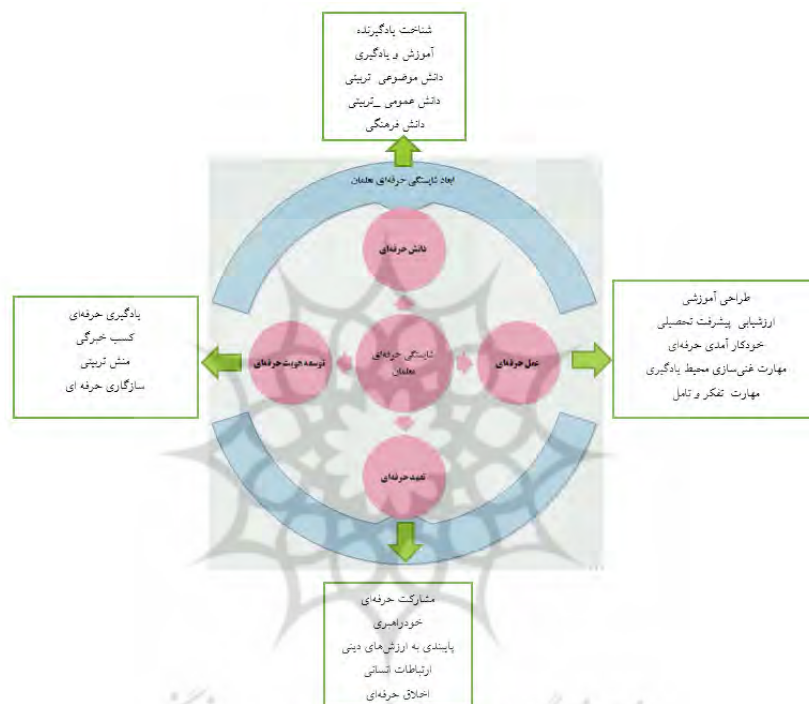 شناخت یادگیرنده
آموزش و یادگیری
دانش موضوعی تربیتی
دانش عمومی _تربیتی
دانش فرهنگی
ابعاد شایستگی حرفه‌ای معلمان
دانش حرفه‌ای
طراحی آموزشی
ارزشیابی پیشرفت تحصیلی
خودکار آمدی حرفه‌ای
مهارت غنی‌سازی محیط یادگیری
مهارت تفکر و تامل
عمل حرفه‌ای
شایستگی حرفه‌ای
معلمان
توسعه هویت حرفه‌ای
یادگیری حرفه‌ای
کسب خبرگی
منش تربیتی
سازگاری حرفه ای
تعهد حرفه‌ای
مشارکت حرفه‌ای
خودراهبری
پایبندی به ارزش‌های دینی
ارتباطات انسانی
اخلاق حرفه‌ای